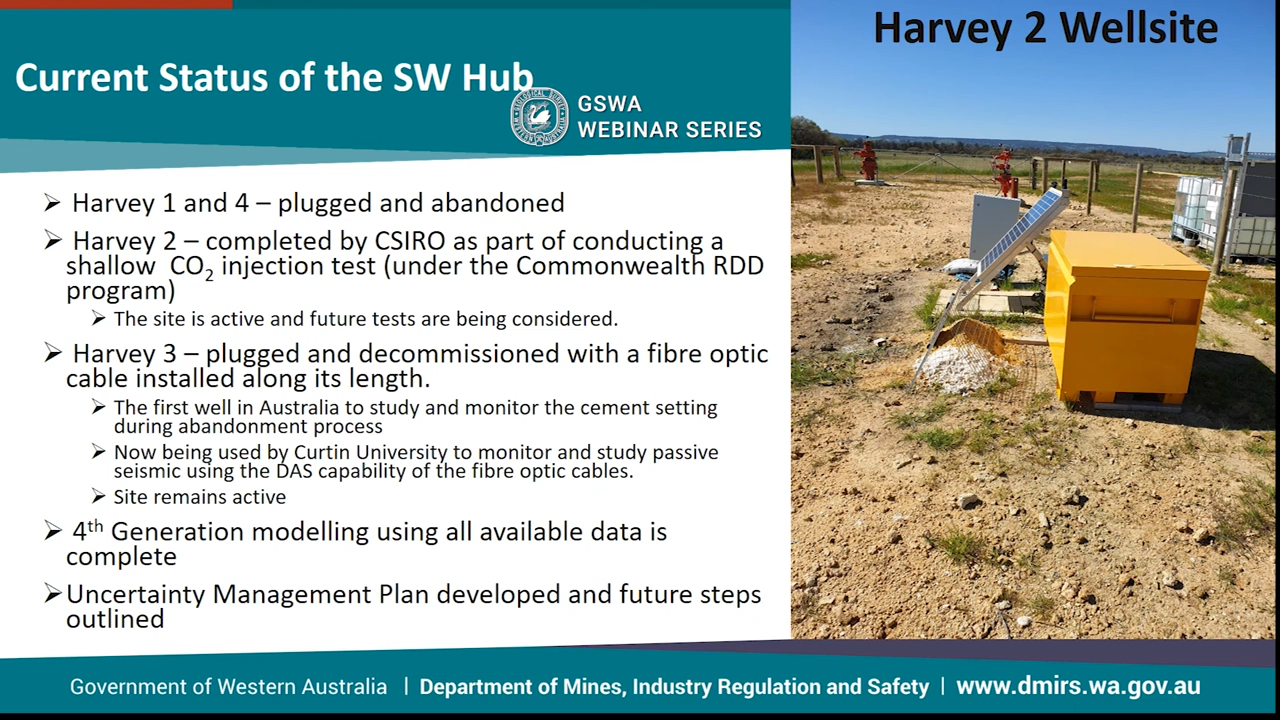 Harvey 2 Wellsite
Current Status of the SW Hub
GSWA
WEBINAR SERIES
➢ Harvey 1 and 4 – plugged and abandoned
➢ Harvey 2 – completed by CSIRO as part of conducting a
shallow CO₂ injection test (under the Commonwealth RDD
program)
➢ The site is active and future tests are being considered.
➢ Harvey 3 – plugged and decommissioned with a fibre optic
cable installed along its length.
➢ The first well in Australia to study and monitor the cement setting
during abandonment process
➢ Now being used by Curtin University to monitor and study passive
seismic using the DAS capability of the fibre optic cables.
➢ Site remains active
➢ 4th Generation modelling using all available data is
complete
➢ Uncertainty Management Plan developed and future steps
outlined
Government of Western Australia | Department of Mines, Industry Regulation and Safety | www.dmirs.wa.gov.au